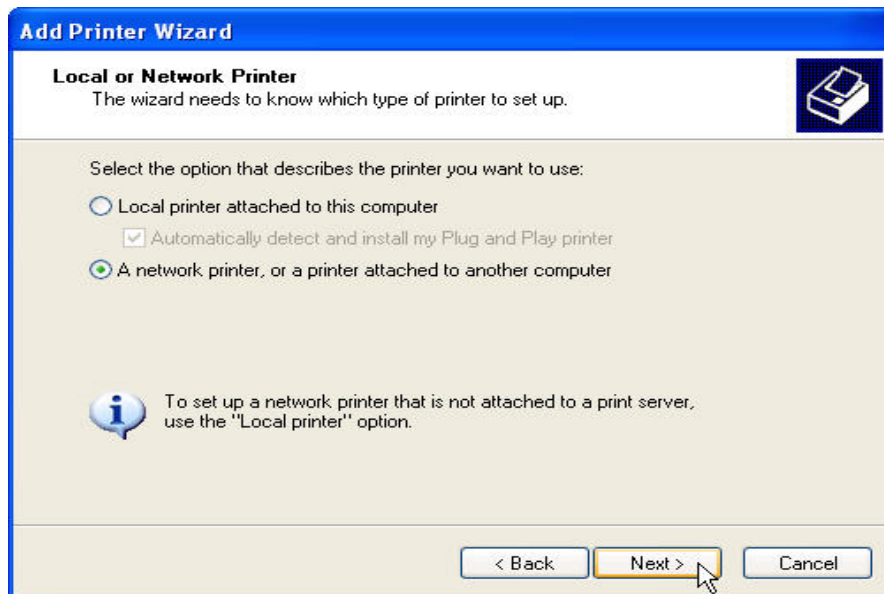 Add Printer Wizard
Local or Network Printer
The wizard needs to know which type of printer to set up.
Select the option that describes the printer you want to use:
Local printer attached to this computer
Automatically detect and install my Plug and Play printer
A network printer, or a printer attached to another computer
To set up a network printer that is not attached to a print server,
use the "Local printer" option.
< Back Next > Cancel